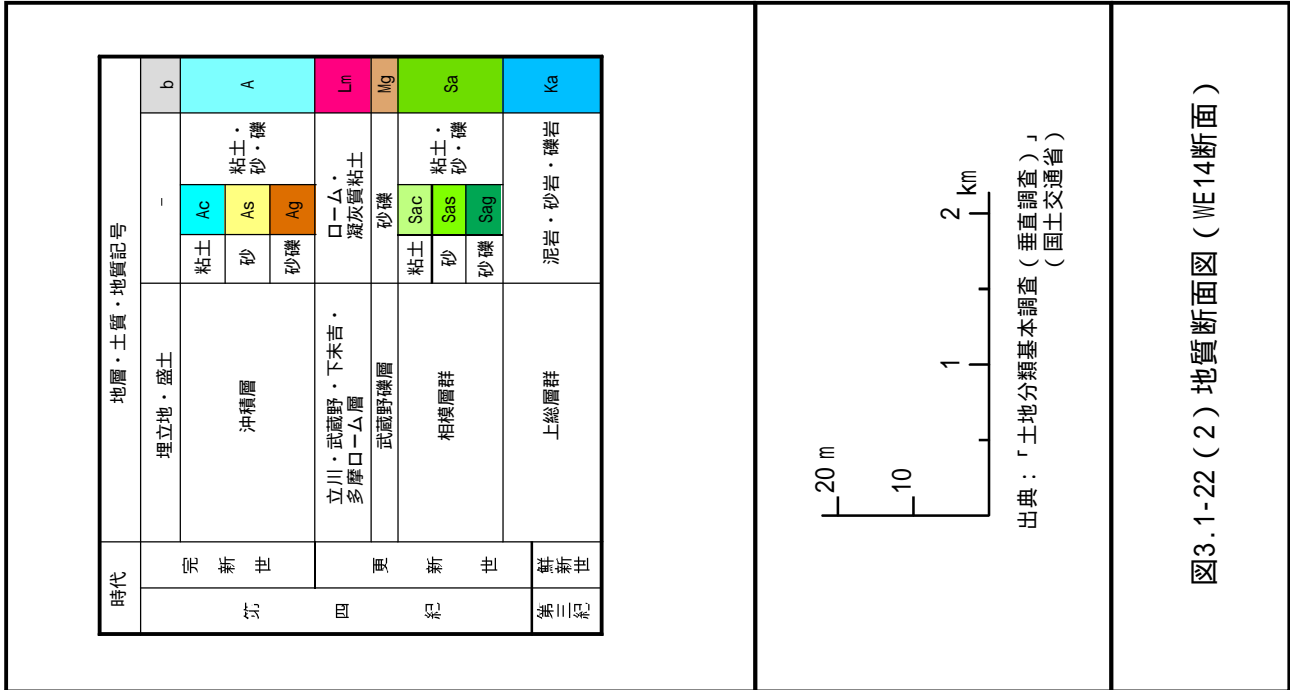 時代
地層・土質・地質記号
第四紀
完新世
埋立地・盛土
−
b
沖積層
粘土
Ac
砂
As
砂礫
Ag
粘土・
砂・礫
A
更新世
立川・武蔵野・下末吉・
多摩ローム層
ローム・
凝灰質粘土
Lm
武蔵野礫層
砂礫
Mg
相模層群
粘土
Sac
砂
Sas
砂礫
Sag
粘土・
砂・礫
Sa
第三紀
鮮新世
上総層群
泥岩・砂岩・礫岩
Ka
20 m
10
1
2
km
出典：「土地分類基本調査（垂直調査）」
（国土交通省）
図3.1-22（2）地質断面図（WE14断面）